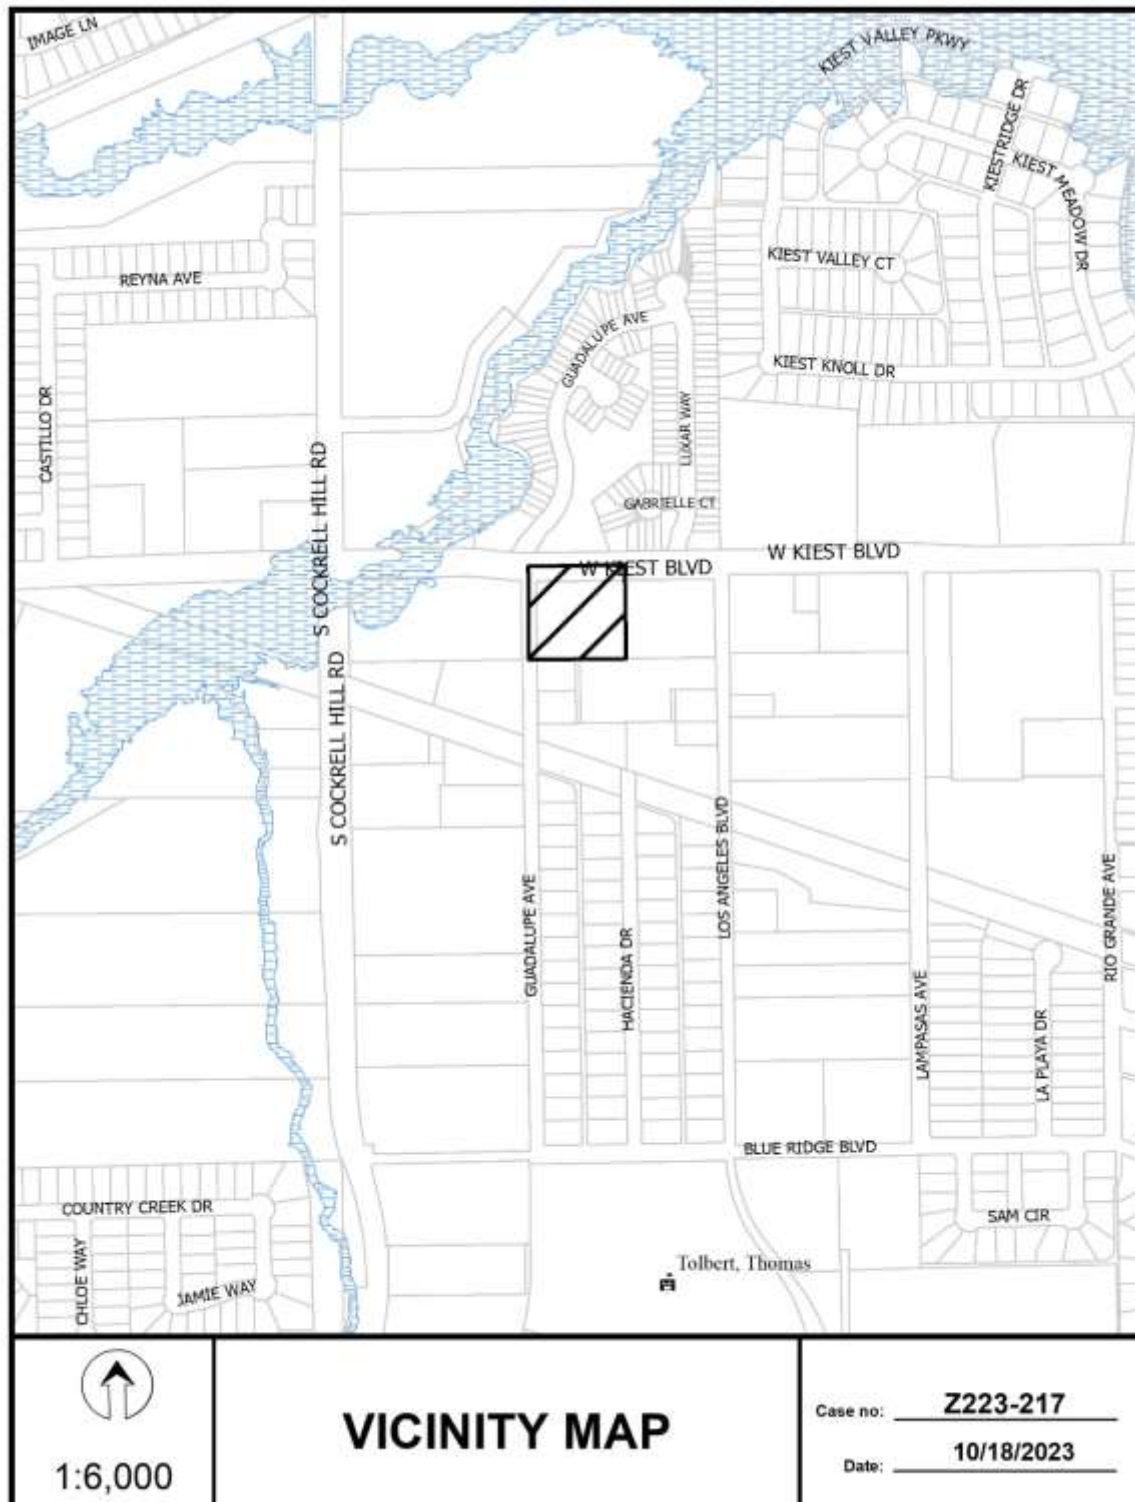 IMAGE LN
KIEST VALLEY PKWY
KIESTRIDGE DR
KIEST MEADOW DR
REYNA AVE
KIEST VALLEY CT
GUADALUPE AVE
KIEST KNOLL DR
CASTILLO DR
LUXAR WAY
S COCKRELL HILL RD
GABRIELLE CT
W KIEST BLVD
W KIEST BLVD
S COCKRELL HILL RD
GUADALUPE AVE
HACIENDA DR
LOS ANGELES BLVD
LAMPASAS AVE
LA PLAYA DR
RIO GRANDE AVE
BLUE RIDGE BLVD
COUNTRY CREEK DR
SAM CIR
CHLOE WAY
JAMIE WAY
Tolbert, Thomas
1:6,000
VICINITY MAP
Case no: Z223-217
Date: 10/18/2023